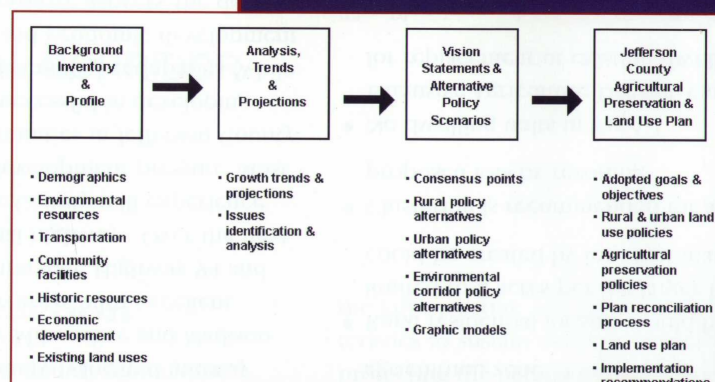 Background
Inventory
&
Profile
Analysis,
Trends
&
Projections
Vision
Statements &
Alternative
Policy
Scenarios
Jefferson
County
Agricultural
Preservation &
Land Use Plan
• Demographics
• Environmental
resources
• Transportation
• Community
facilities
• Historic resources
• Economic
development
• Existing land uses
• Growth trends &
projections
• Issues
identification &
analysis
• Consensus points
• Rural policy
alternatives
• Urban policy
alternatives
• Environmental
corridor policy
alternatives
• Graphic models
• Adopted goals &
objectives
• Rural & urban land
use policies
• Agricultural
preservation
policies
• Plan reconciliation
process
• Land use plan
• Implementation
recommendations